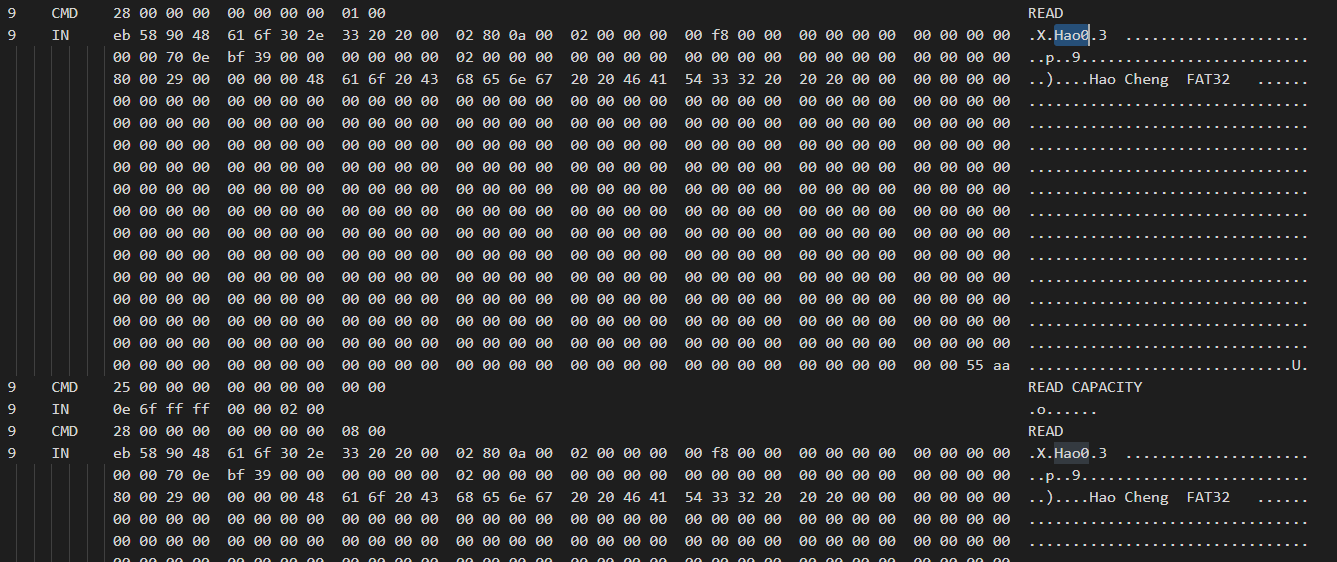 9 CMD 28 00 00 00 00 00 00 00 01 00 READ
9 IN eb 58 90 48 61 6f 30 2e 33 20 20 00 02 80 0a 00 02 00 00 00 00 f8 00 00 00 00 00 00 00 00 00 00 .X.Hao0.3 .....................
00 00 70 0e bf 39 00 00 00 00 00 00 02 00 00 00 00 00 00 00 00 00 00 00 00 00 00 00 00 00 00 00 ..p..9..........................
80 00 29 00 00 00 00 48 61 6f 20 43 68 65 6e 67 20 20 46 41 54 33 32 20 20 20 00 00 00 00 00 00 ..)....Hao Cheng FAT32 ......
00 00 00 00 00 00 00 00 00 00 00 00 00 00 00 00 00 00 00 00 00 00 00 00 00 00 00 00 00 00 00 00 ................................
00 00 00 00 00 00 00 00 00 00 00 00 00 00 00 00 00 00 00 00 00 00 00 00 00 00 00 00 00 00 00 00 ................................
00 00 00 00 00 00 00 00 00 00 00 00 00 00 00 00 00 00 00 00 00 00 00 00 00 00 00 00 00 00 00 00 ................................
00 00 00 00 00 00 00 00 00 00 00 00 00 00 00 00 00 00 00 00 00 00 00 00 00 00 00 00 00 00 00 00 ................................
00 00 00 00 00 00 00 00 00 00 00 00 00 00 00 00 00 00 00 00 00 00 00 00 00 00 00 00 00 00 00 00 ................................
00 00 00 00 00 00 00 00 00 00 00 00 00 00 00 00 00 00 00 00 00 00 00 00 00 00 00 00 00 00 00 00 ................................
00 00 00 00 00 00 00 00 00 00 00 00 00 00 00 00 00 00 00 00 00 00 00 00 00 00 00 00 00 00 00 00 ................................
00 00 00 00 00 00 00 00 00 00 00 00 00 00 00 00 00 00 00 00 00 00 00 00 00 00 00 00 00 00 00 00 ................................
00 00 00 00 00 00 00 00 00 00 00 00 00 00 00 00 00 00 00 00 00 00 00 00 00 00 00 00 00 00 00 00 ................................
00 00 00 00 00 00 00 00 00 00 00 00 00 00 00 00 00 00 00 00 00 00 00 00 00 00 00 00 00 00 00 00 ................................
00 00 00 00 00 00 00 00 00 00 00 00 00 00 00 00 00 00 00 00 00 00 00 00 00 00 00 00 00 00 00 00 ................................
00 00 00 00 00 00 00 00 00 00 00 00 00 00 00 00 00 00 00 00 00 00 00 00 00 00 00 00 00 00 00 00 ................................
00 00 00 00 00 00 00 00 00 00 00 00 00 00 00 00 00 00 00 00 00 00 00 00 00 00 00 00 00 00 55 aa ..............................U.
9 CMD 25 00 00 00 00 00 00 00 00 00 READ CAPACITY
9 IN 0e 6f ff ff 00 00 02 00 .o......
9 CMD 28 00 00 00 00 00 00 00 08 00 READ
9 IN eb 58 90 48 61 6f 30 2e 33 20 20 00 02 80 0a 00 02 00 00 00 00 f8 00 00 00 00 00 00 00 00 00 00 .X.Hao0.3 .....................
00 00 70 0e bf 39 00 00 00 00 00 00 02 00 00 00 00 00 00 00 00 00 00 00 00 00 00 00 00 00 00 00 ..p..9..........................
80 00 29 00 00 00 00 48 61 6f 20 43 68 65 6e 67 20 20 46 41 54 33 32 20 20 20 00 00 00 00 00 00 ..)....Hao Cheng FAT32 ......
00 00 00 00 00 00 00 00 00 00 00 00 00 00 00 00 00 00 00 00 00 00 00 00 00 00 00 00 00 00 00 00 ................................
00 00 00 00 00 00 00 00 00 00 00 00 00 00 00 00 00 00 00 00 00 00 00 00 00 00 00 00 00 00 00 00 ................................